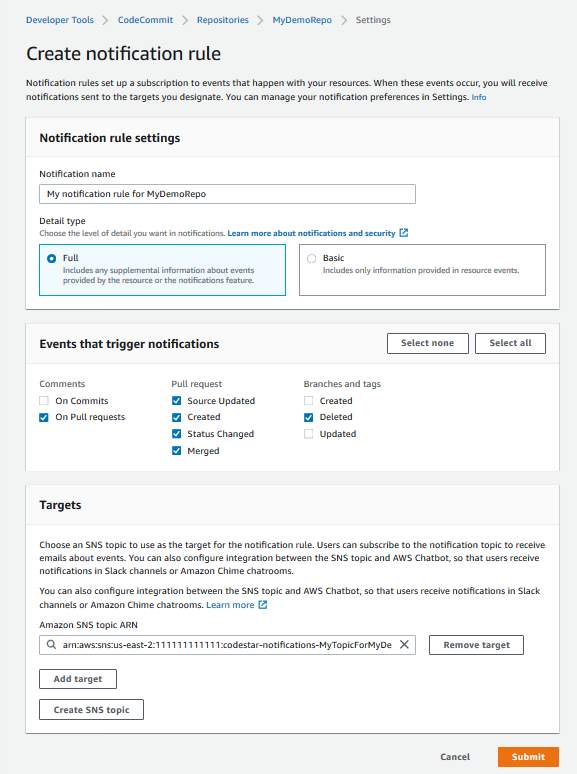 Developer Tools > CodeCommit > Repositories > MyDemoRepo > Settings
Create notification rule
Notification rules set up a subscription to events that happen with your resources. When these events occur, you will receive
notifications sent to the targets you designate. You can manage your notification preferences in Settings. Info
Notification rule settings
Notification name
My notification rule for MyDemoRepo
Detail type
Choose the level of detail you want in notifications. Learn more about notifications and security
Full
Includes any supplemental information about events
provided by the resource or the notifications feature.
Basic
Includes only information provided in resource events.
Events that trigger notifications
Select none
Select all
Comments
On Commits
On Pull requests
Pull request
Source Updated
Created
Status Changed
Merged
Branches and tags
Created
Deleted
Updated
Targets
Choose an SNS topic to use as the target for the notification rule. Users can subscribe to the notification topic to receive
emails about events. You can also configure integration between the SNS topic and AWS Chatbot, so that users receive
notifications in Slack channels or Amazon Chime chatrooms.
You can also configure integration between the SNS topic and AWS Chatbot, so that users receive notifications in Slack
channels or Amazon Chime chatrooms. Learn more
Amazon SNS topic ARN
arn:aws:sns:us-east-2:111111111111:codestar-notifications-MyTopicForMyDe
Remove target
Add target
Create SNS topic
Cancel
Submit